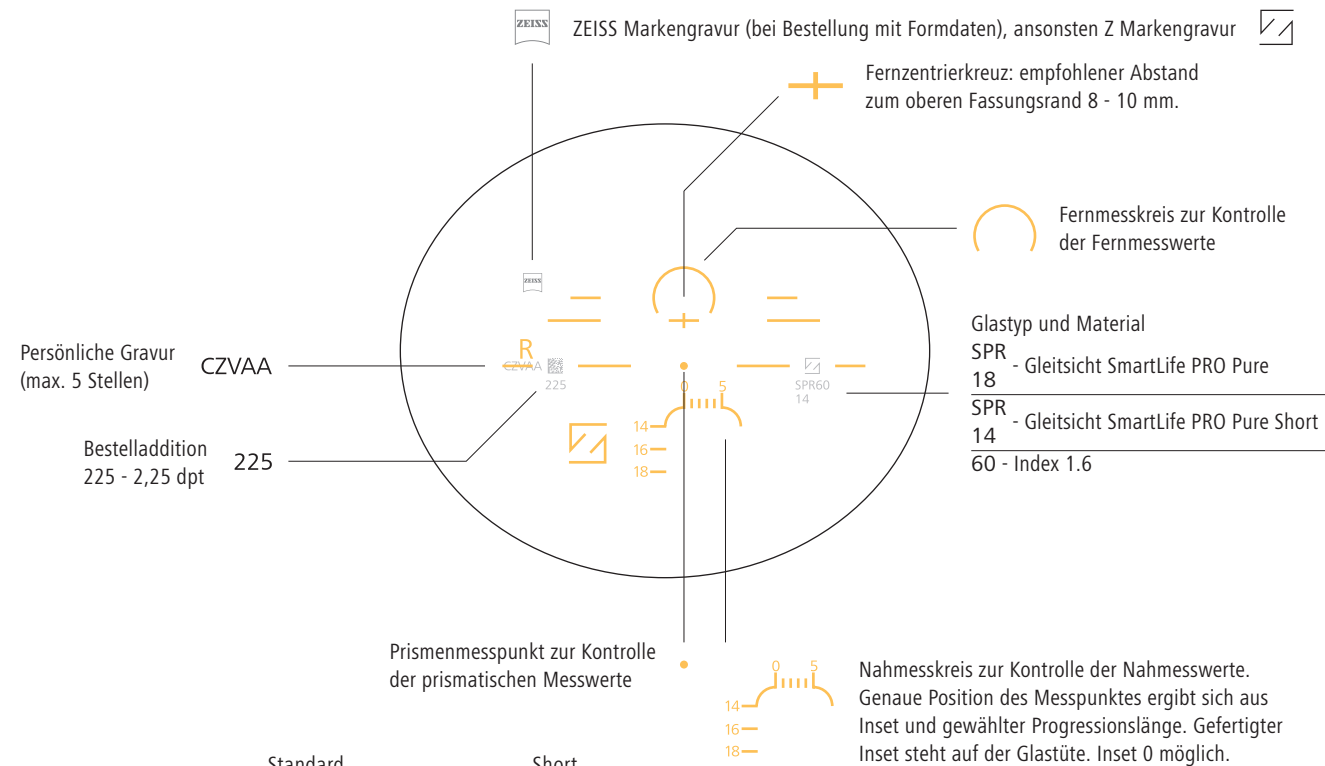 ZEISS
ZEISS Markengravur (bei Bestellung mit Formdaten), ansonsten Z Markengravur
Fernzentrierkreuz: empfohlener Abstand
zum oberen Fassungsrand 8 - 10 mm.
Fernmesskreis zur Kontrolle
der Fernmesswerte
ZEISS
Persönliche Gravur
(max. 5 Stellen)
CZVAA
R
CZVAA
225
0 5
SPR60
14
14
16
18
Glastyp und Material
SPR
18
- Gleitsicht SmartLife PRO Pure
SPR
14
- Gleitsicht SmartLife PRO Pure Short
60 - Index 1.6
Bestelladdition
225 - 2,25 dpt
225
Prismenmesspunkt zur Kontrolle
der prismatischen Messwerte
0 5
14
16
18
Nahmesskreis zur Kontrolle der Nahmesswerte.
Genaue Position des Messpunktes ergibt sich aus
Inset und gewählter Progressionslänge. Gefertigter
Inset steht auf der Glastüte. Inset 0 möglich.
Standard
Short